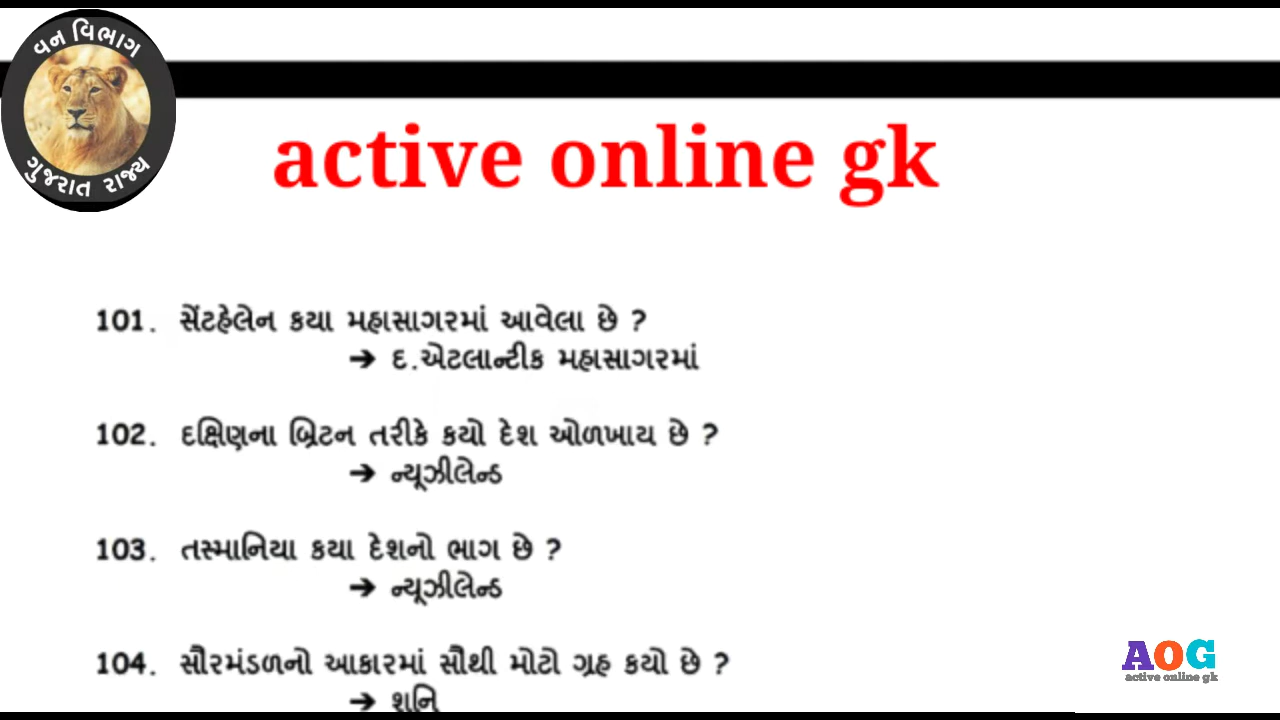 વન વિભાગ
ગુજરાત રાજ્ય
active online gk
101. સેંટહેલેન કયા મહાસાગરમાં આવેલા છે ?
➔ દ.એટલાન્ટીક મહાસાગરમાં
102. દક્ષિણના બ્રિટન તરીકે કયો દેશ ઓળખાય છે ?
➔ ન્યૂઝીલેન્ડ
103. તસ્માનિયા કયા દેશનો ભાગ છે ?
➔ ન્યૂઝીલેન્ડ
104. સૌરમંડળનો આકારમાં સૌથી મોટો ગ્રહ કયો છે ?
➔ શનિ
AOG
active online gk